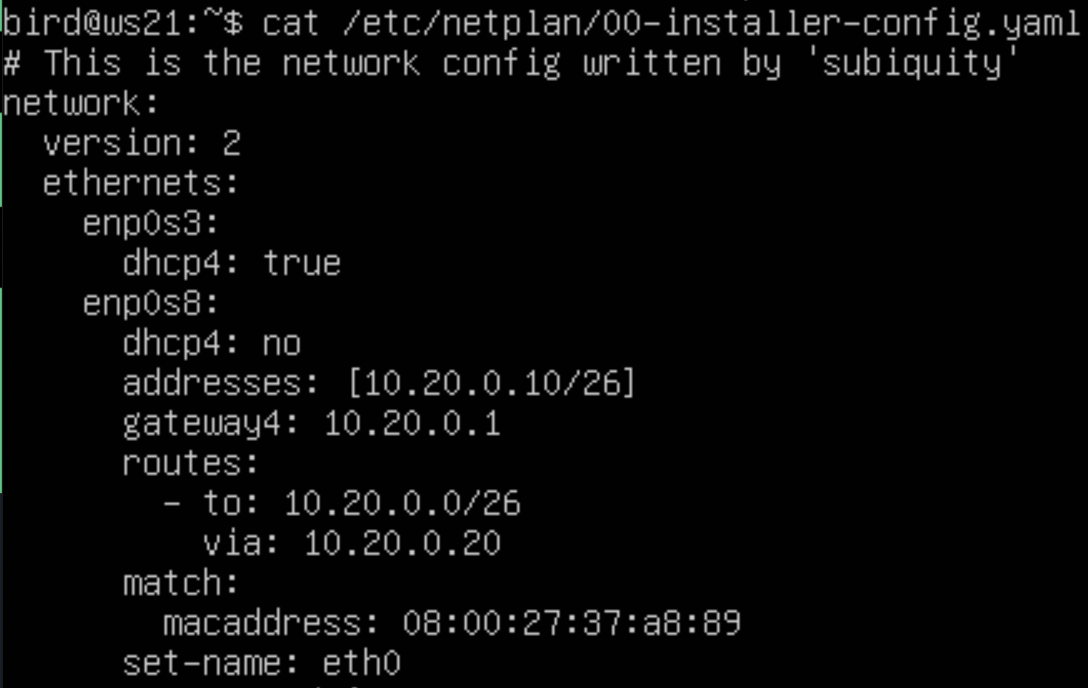 bird@ws21:~$ cat /etc/netplan/00-installer-config.yaml
# This is the network config written by 'subiquity'
network:
  version: 2
  ethernets:
    enp0s3:
      dhcp4: true
    enp0s8:
      dhcp4: no
      addresses: [10.20.0.10/26]
      gateway4: 10.20.0.1
      routes:
        - to: 10.20.0.0/26
          via: 10.20.0.20
      match:
        macaddress: 08:00:27:37:a8:89
      set-name: eth0